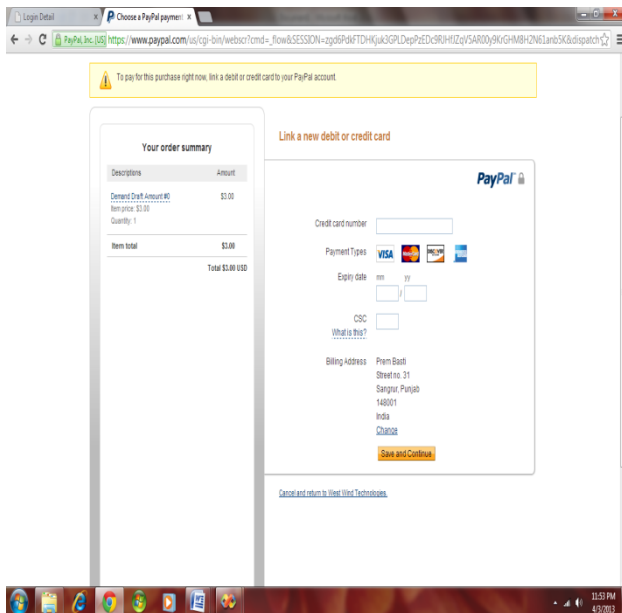 Login Detail
Choose a PayPal payment
PayPal, Inc. [US] https://www.paypal.com/us/cgi-bin/webscr?cmd=_flow&SESSION=
To pay for this purchase right now, link a debit or credit card to your PayPal account.
Your order summary
Descriptions Amount
Demand Draft Amount #0 $3.00
Item price: $3.00
Quantity: 1
Item total $3.00
Total $3.00 USD
Link a new debit or credit card
PayPal
Credit card number
Payment Types VISA MasterCard DISCOVER
Expiry date mm yy
/
CSC
What is this?
Billing Address Prem Basti
Street no. 31
Sangrur, Punjab
148001
India
Change
Save and Continue
Cancel and return to West Wind Technologies.
11:53 PM
4/3/2013